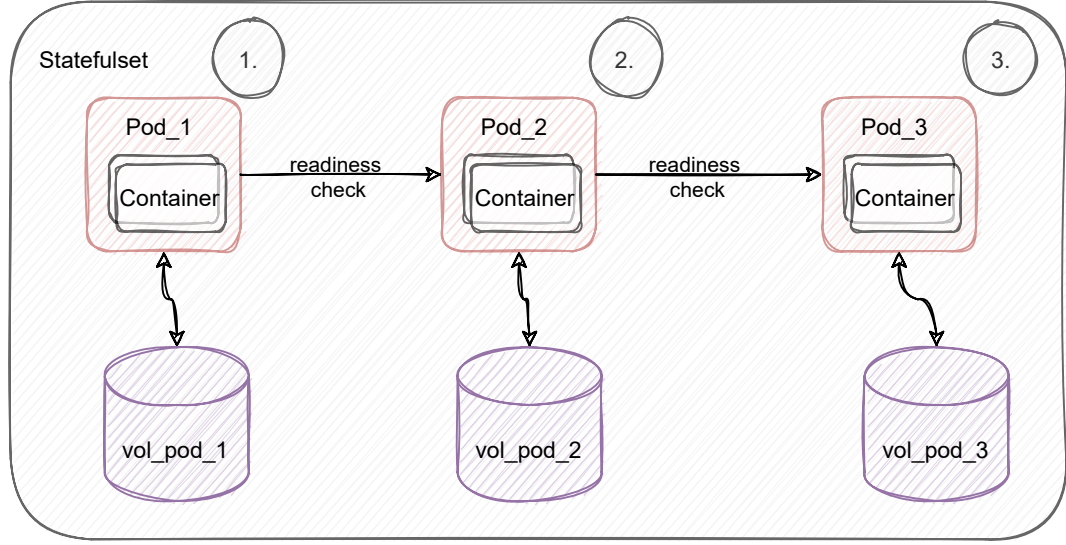 Statefulset
1.
2.
3.
Pod_1
Pod_2
Pod_3
Container
readiness
check
Container
readiness
check
Container
vol_pod_1
vol_pod_2
vol_pod_3